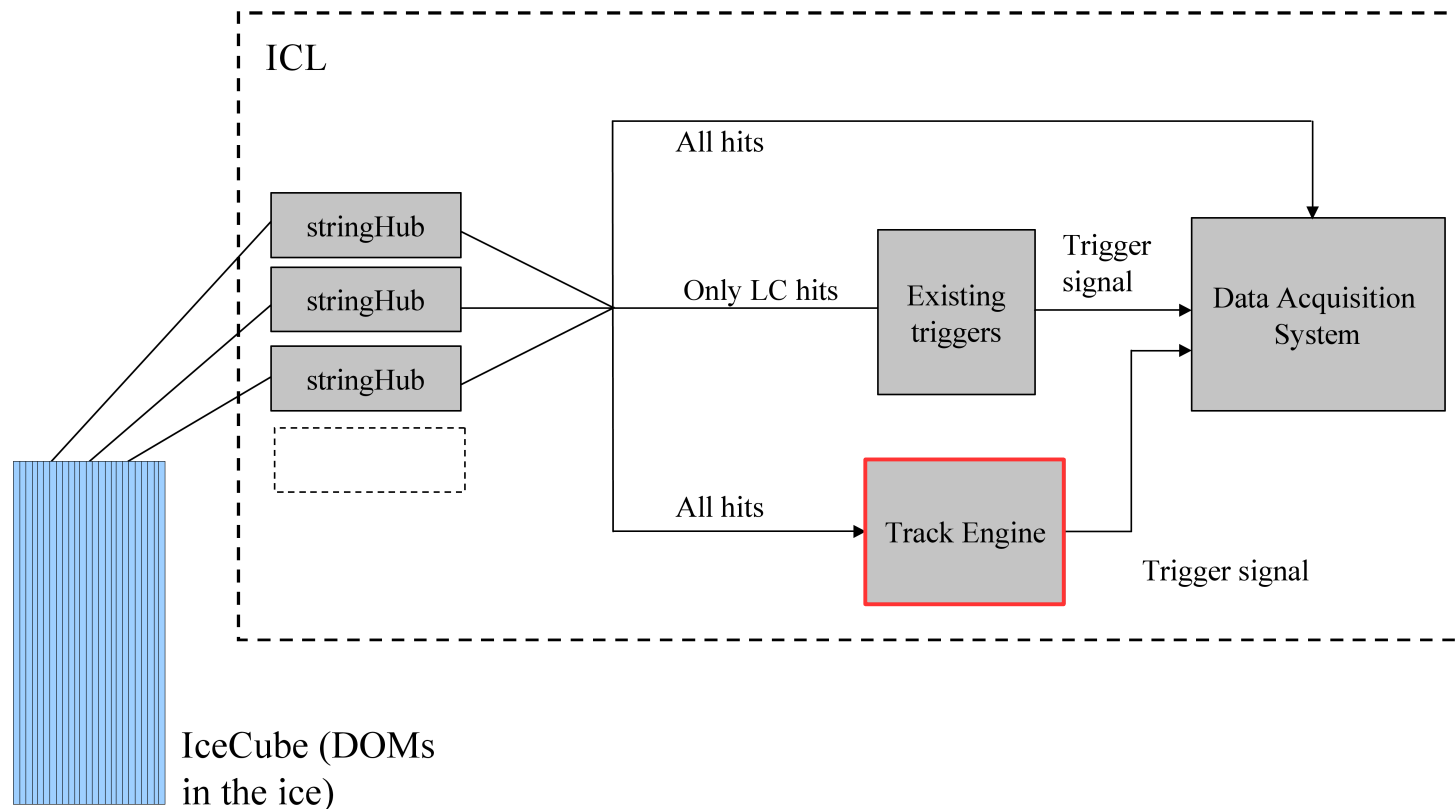 ICL
All hits
stringHub
stringHub
stringHub
Only LC hits
Existing
triggers
Trigger
signal
Data Acquisition
System
All hits
Track Engine
Trigger signal
IceCube (DOMs
in the ice)